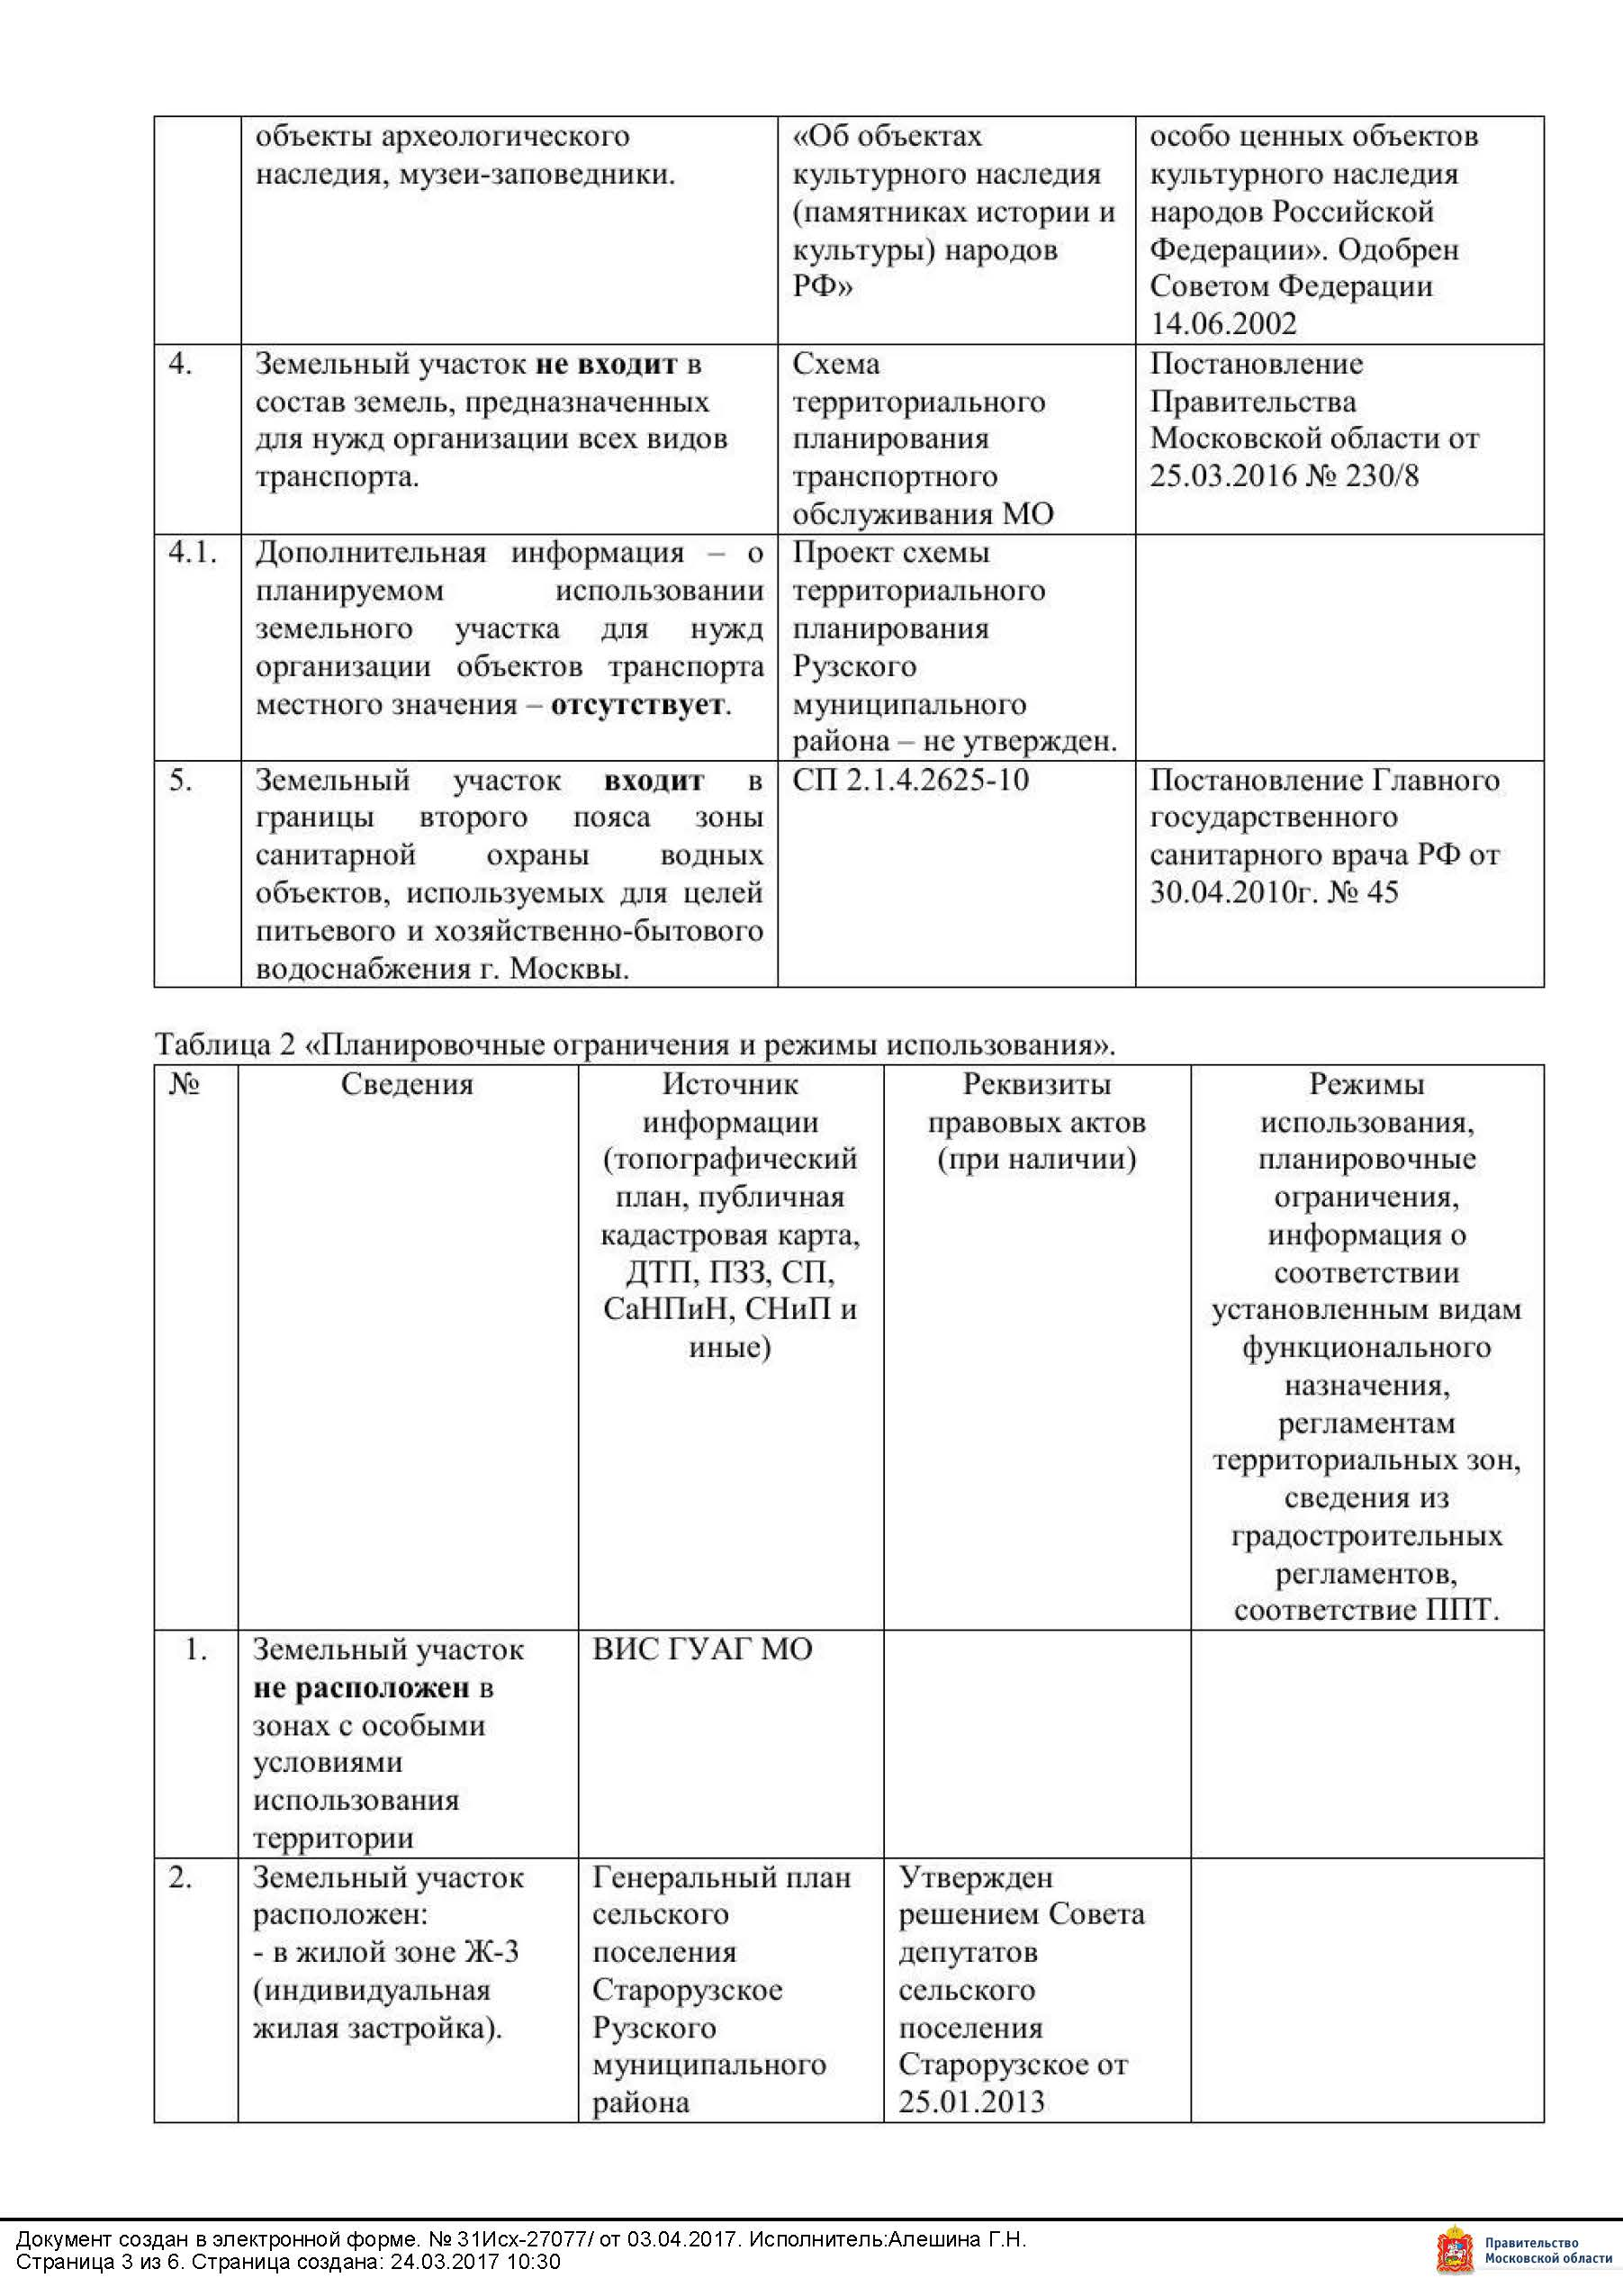 объекты археологического
наследия, музеи-заповедники.
«Об объектах
культурного наследия
(памятниках истории и
культуры) народов
РФ»
особо ценных объектов
культурного наследия
народов Российской
Федерации». Одобрен
Советом Федерации
14.06.2002
4.
Земельный участок не входит в
состав земель, предназначенных
для нужд организации всех видов
транспорта.
Схема
территориального
планирования
транспортного
обслуживания МО
Постановление
Правительства
Московской области от
25.03.2016 № 230/8
4.1.
Дополнительная информация – о
планируемом использовании
земельного участка для нужд
организации объектов транспорта
местного значения – отсутствует.
Проект схемы
территориального
планирования
Рузского
муниципального
района – не утвержден.
5.
Земельный участок входит в
границы второго пояса зоны
санитарной охраны водных
объектов, используемых для целей
питьевого и хозяйственно-бытового
водоснабжения г. Москвы.
СП 2.1.4.2625-10
Постановление Главного
государственного
санитарного врача РФ от
30.04.2010г. № 45
Таблица 2 «Планировочные ограничения и режимы использования».
№
Сведения
Источник
информации
(топографический
план, публичная
кадастровая карта,
ДТП, ПЗЗ, СП,
СаНПиН, СНиП и
иные)
Реквизиты
правовых актов
(при наличии)
Режимы
использования,
планировочные
ограничения,
информация о
соответствии
установленным видам
функционального
назначения,
регламентам
территориальных зон,
сведения из
градостроительных
регламентов,
соответствие ППТ.
1.
Земельный участок
не расположен в
зонах с особыми
условиями
использования
территории
ВИС ГУАГ МО
2.
Земельный участок
расположен:
- в жилой зоне Ж-3
(индивидуальная
жилая застройка).
Генеральный план
сельского
поселения
Старорузское
Рузского
муниципального
района
Утвержден
решением Совета
депутатов
сельского
поселения
Старорузское от
25.01.2013
Документ создан в электронной форме. № 31Исх-27077/ от 03.04.2017. Исполнитель:Алешина Г.Н.
Страница 3 из 6. Страница создана: 24.03.2017 10:30
Правительство
Московской области